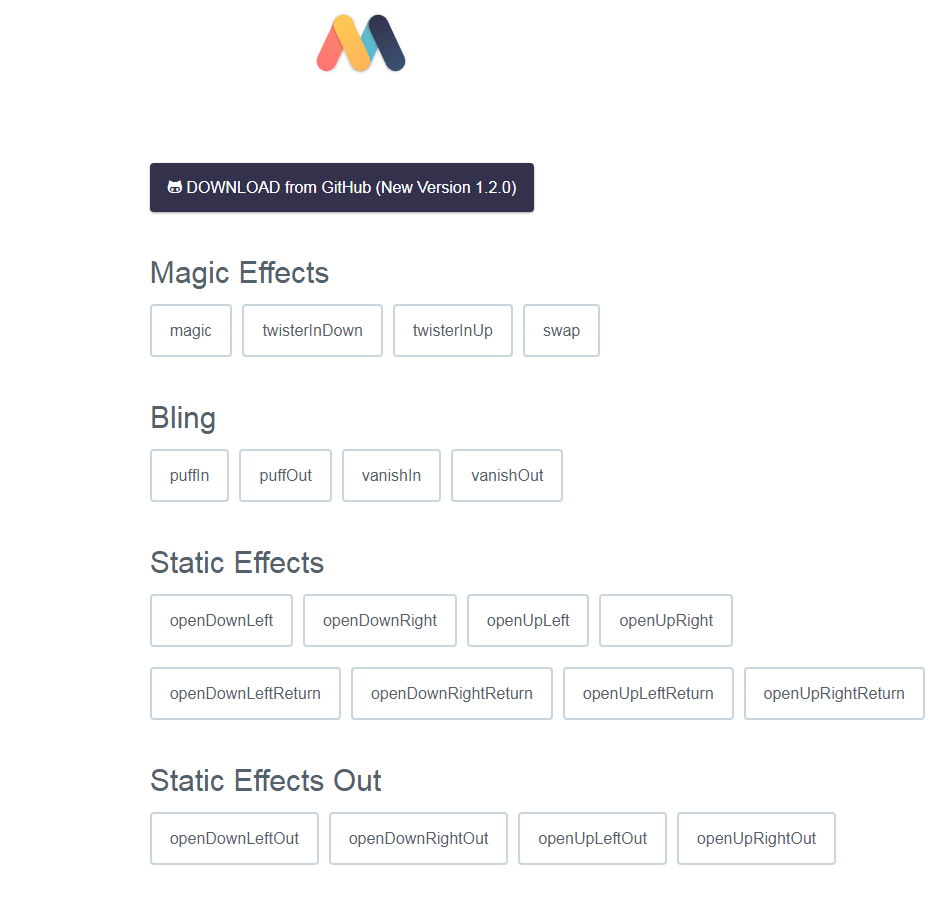 DOWNLOAD from GitHub (New Version 1.2.0)
Magic Effects
magic twisterInDown twisterInUp swap
Bling
puffIn puffOut vanishIn vanishOut
Static Effects
openDownLeft openDownRight openUpLeft openUpRight
openDownLeftReturn openDownRightReturn openUpLeftReturn openUpRightReturn
Static Effects Out
openDownLeftOut openDownRightOut openUpLeftOut openUpRightOut